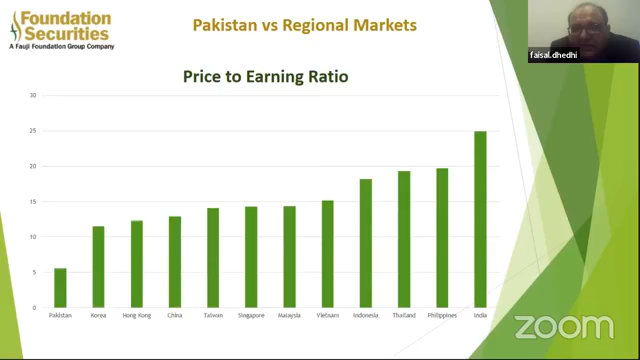 Foundation
Securities
A Fauji Foundation Group Company
Pakistan vs Regional Markets
faisal.dhedhi
Price to Earning Ratio
30
25
20
15
10
5
0
Pakistan Korea Hong Kong China Taiwan Singapore Malaysia Vietnam Indonesia Thailand Philippines India
zoom